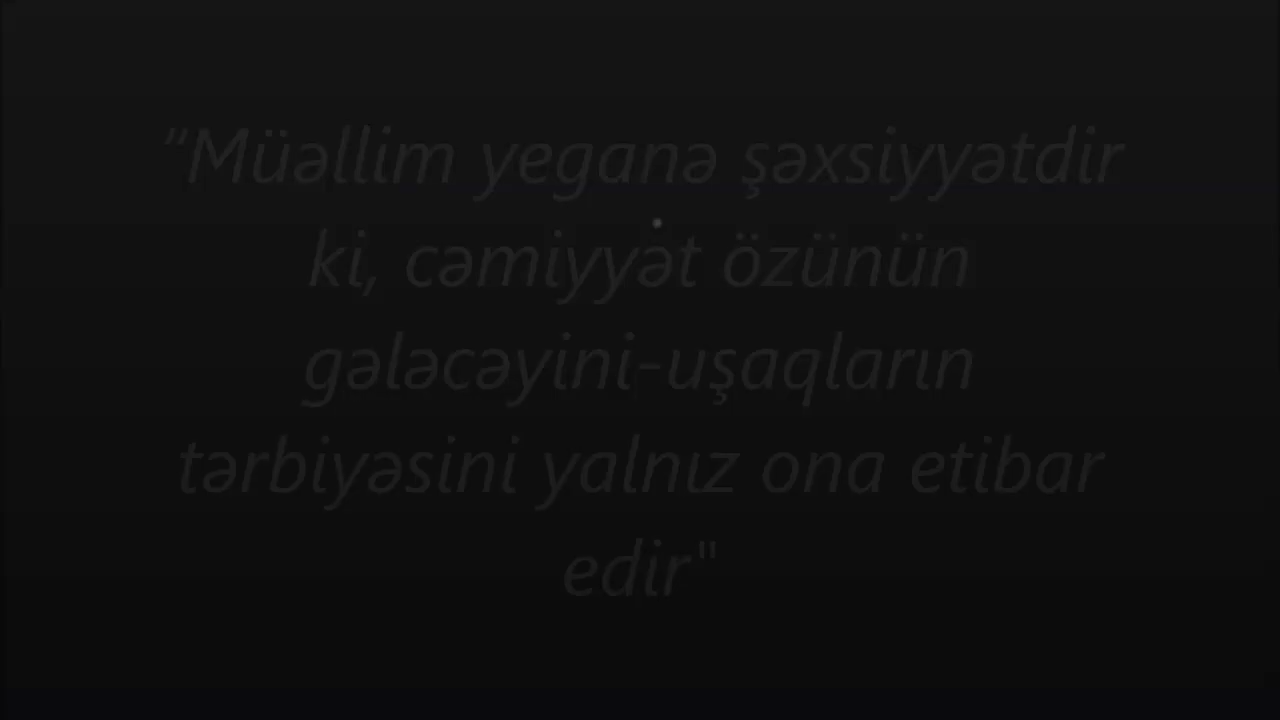 "Müəllim yeganə şəxsiyyətdir
ki, cəmiyyət özünün
gələcəyini-uşaqların
tərbiyəsini yalnız ona etibar
edir"